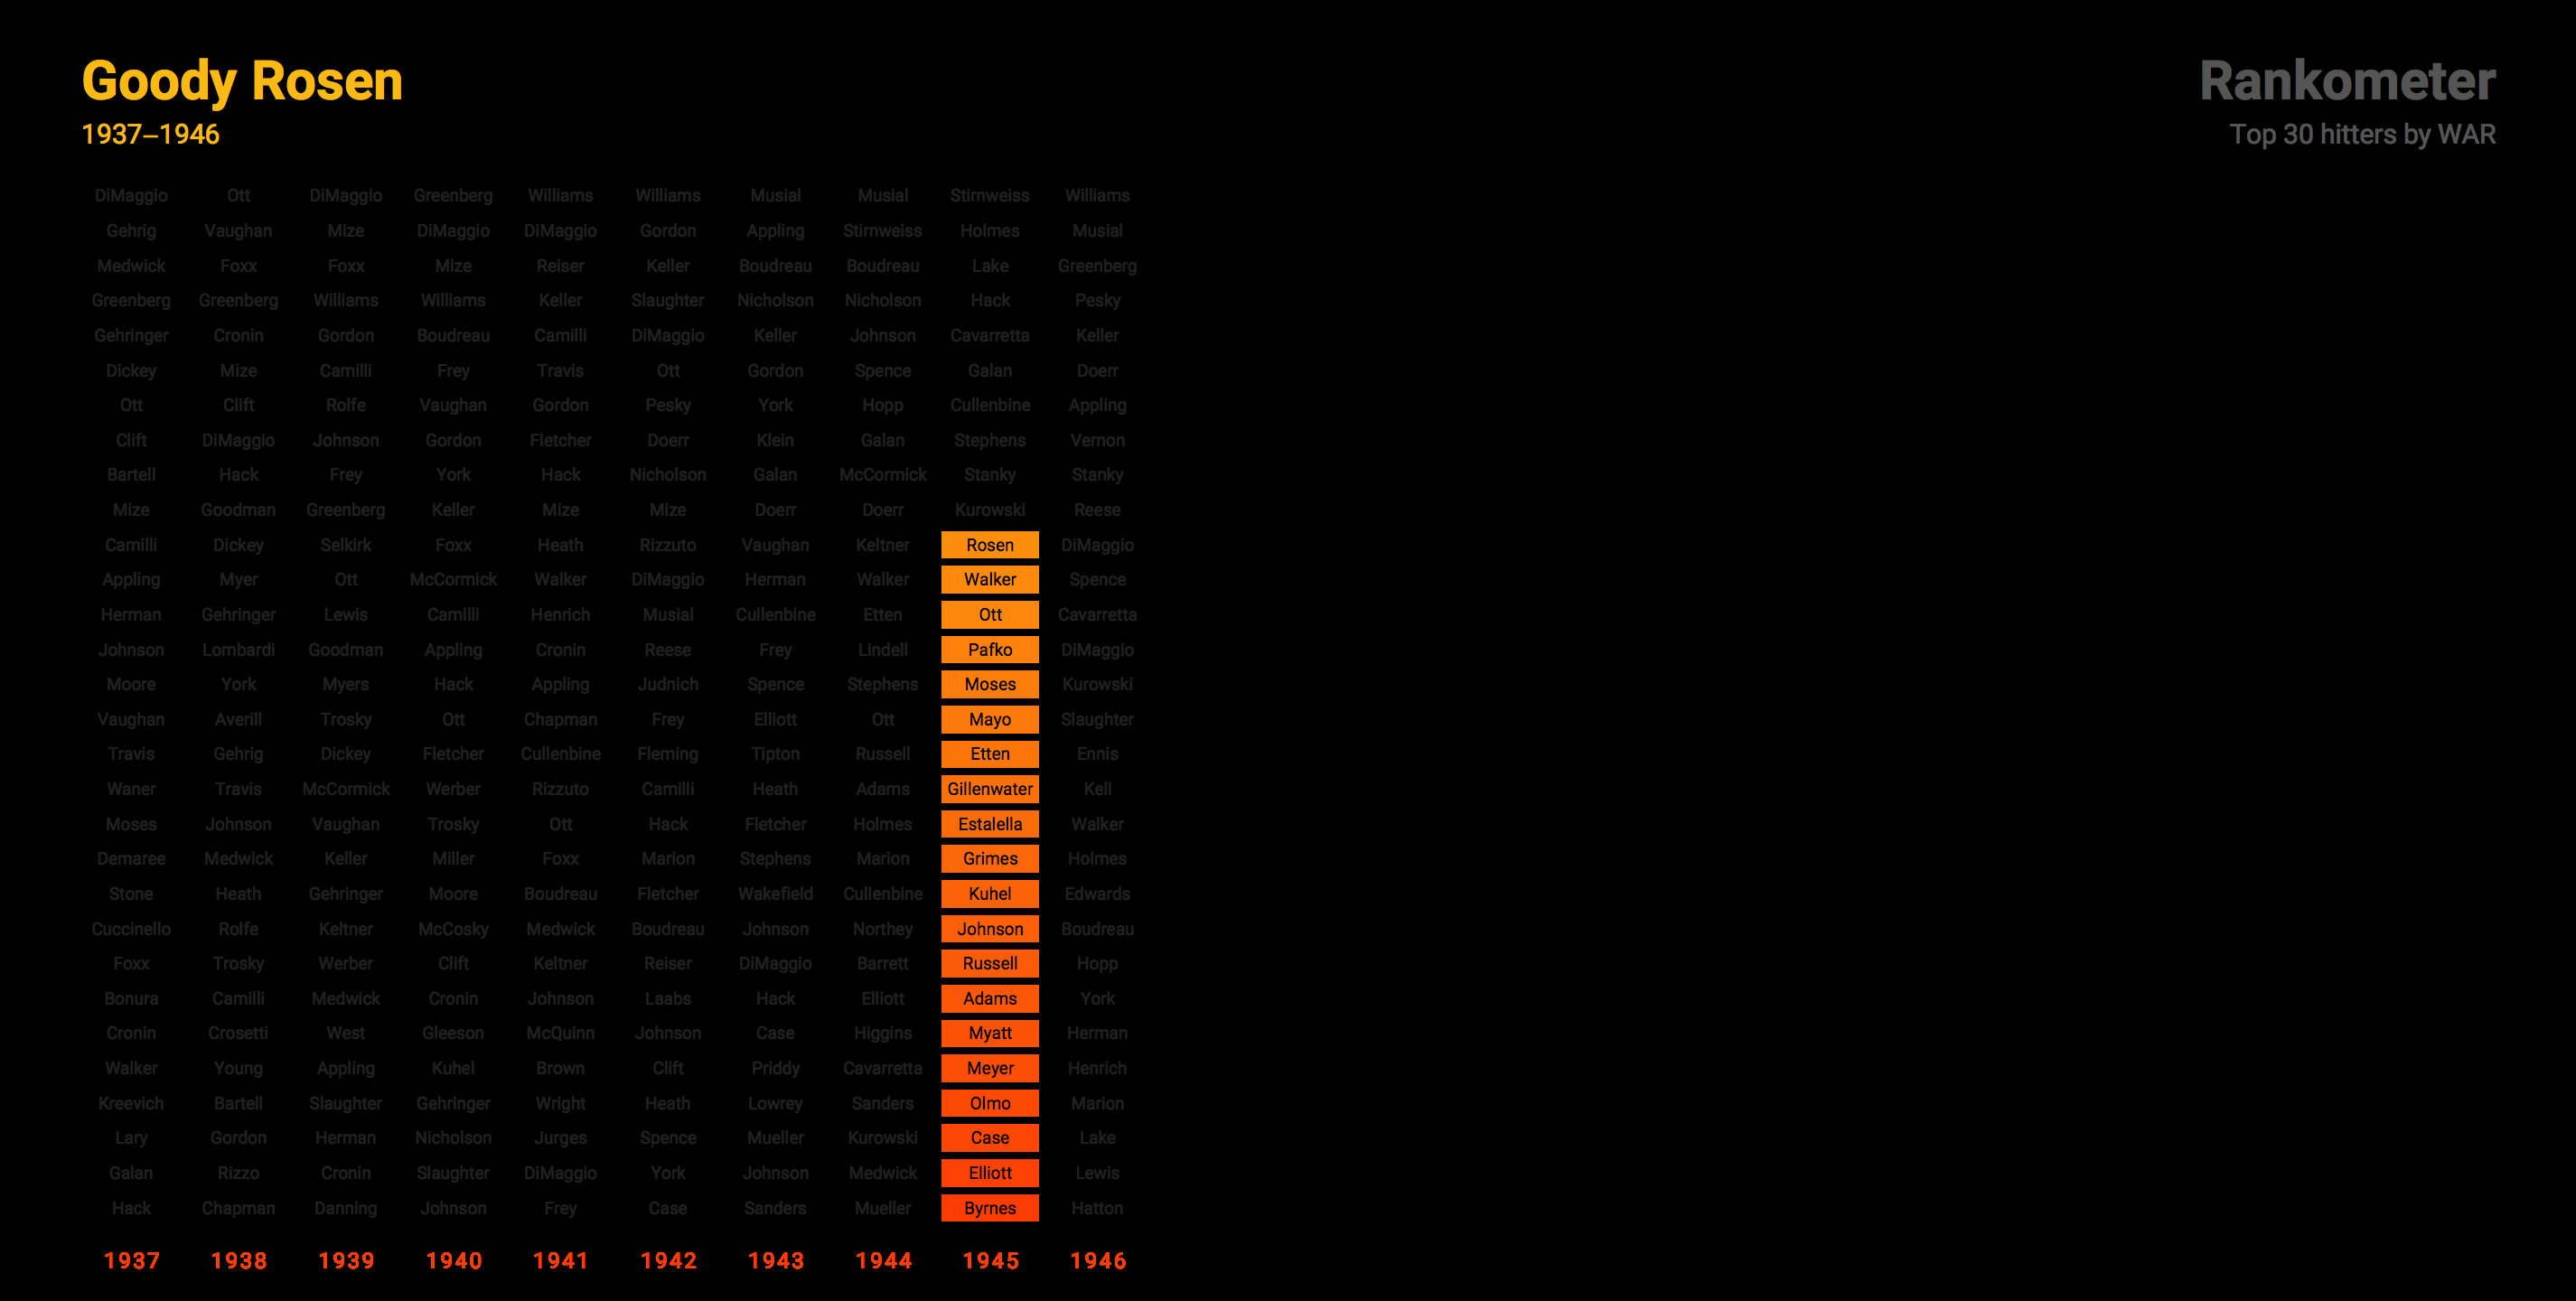 Goody Rosen
1937–1946
Rankometer
Top 30 hitters by WAR
DiMaggio Ott DiMaggio Greenberg Williams Williams Musial Musial Stirnweiss Williams
Gehrig Vaughan Mize DiMaggio DiMaggio Gordon Appling Stirnweiss Holmes Musial
Medwick Foxx Foxx Mize Reiser Keller Boudreau Boudreau Lake Greenberg
Greenberg Greenberg Williams Williams Keller Slaughter Nicholson Nicholson Hack Pesky
Gehringer Cronin Gordon Boudreau Camilli DiMaggio Keller Johnson Cavarretta Keller
Dickey Mize Camilli Frey Travis Ott Gordon Spence Galan Doerr
Ott Clift Rolfe Vaughan Gordon Pesky York Hopp Cullenbine Appling
Clift DiMaggio Johnson Gordon Fletcher Doerr Klein Galan Stephens Vernon
Bartell Hack Frey York Hack Nicholson Galan McCormick Stanky Stanky
Mize Goodman Greenberg Keller Mize Mize Doerr Doerr Kurowski Reese
Camilli Dickey Selkirk Foxx Heath Rizzuto Vaughan Keltner Rosen DiMaggio
Appling Myer Ott McCormick Walker DiMaggio Herman Walker Walker Spence
Herman Gehringer Lewis Camilli Henrich Musial Cullenbine Etten Ott Cavarretta
Johnson Lombardi Goodman Appling Cronin Reese Frey Lindell Pafko DiMaggio
Moore York Myers Hack Appling Judnich Spence Stephens Moses Kurowski
Vaughan Averill Trosky Ott Chapman Frey Elliott Ott Mayo Slaughter
Travis Gehrig Dickey Fletcher Cullenbine Fleming Tipton Russell Etten Ennis
Waner Travis McCormick Werber Rizzuto Camilli Heath Adams Gillenwater Kell
Moses Johnson Vaughan Trosky Ott Hack Fletcher Holmes Estalella Walker
Demaree Medwick Keller Miller Foxx Marion Stephens Marion Grimes Holmes
Stone Heath Gehringer Moore Boudreau Fletcher Wakefield Cullenbine Kuhel Edwards
Cuccinello Rolfe Keltner McCosky Medwick Boudreau Johnson Northey Johnson Boudreau
Foxx Trosky Werber Clift Keltner Reiser DiMaggio Barrett Russell Hopp
Bonura Camilli Medwick Cronin Johnson Laabs Hack Elliott Adams York
Cronin Crosetti West Gleeson McQuinn Johnson Case Higgins Myatt Herman
Walker Young Appling Kuhel Brown Clift Priddy Cavarretta Meyer Henrich
Kreevich Bartell Slaughter Gehringer Wright Heath Lowrey Sanders Olmo Marion
Lary Gordon Herman Nicholson Jurges Spence Mueller Kurowski Case Lake
Galan Rizzo Cronin Slaughter DiMaggio York Johnson Medwick Elliott Lewis
Hack Chapman Danning Johnson Frey Case Sanders Mueller Byrnes Hatton
1937 1938 1939 1940 1941 1942 1943 1944 1945 1946